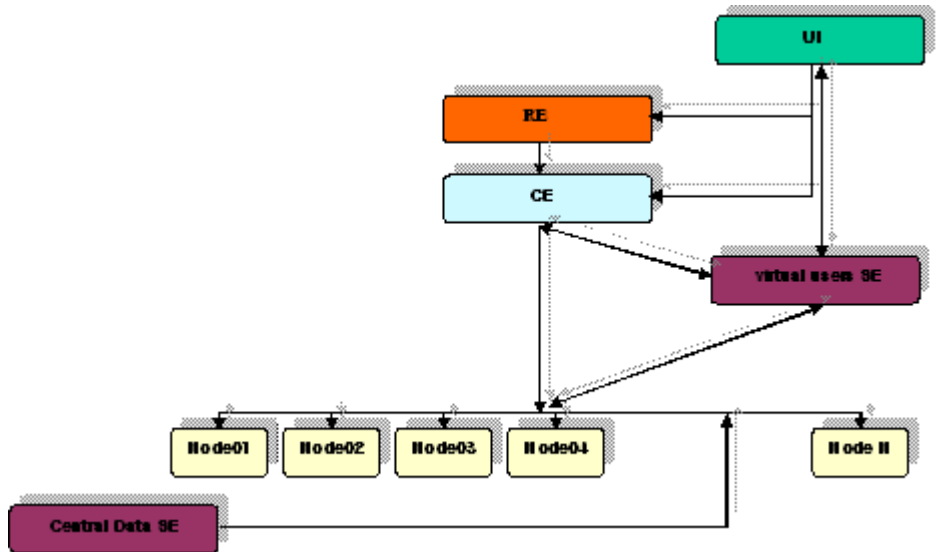 UI
RE
CE
virtual users SE
Node01
Node02
Node03
Node04
Node N
Central Data SE